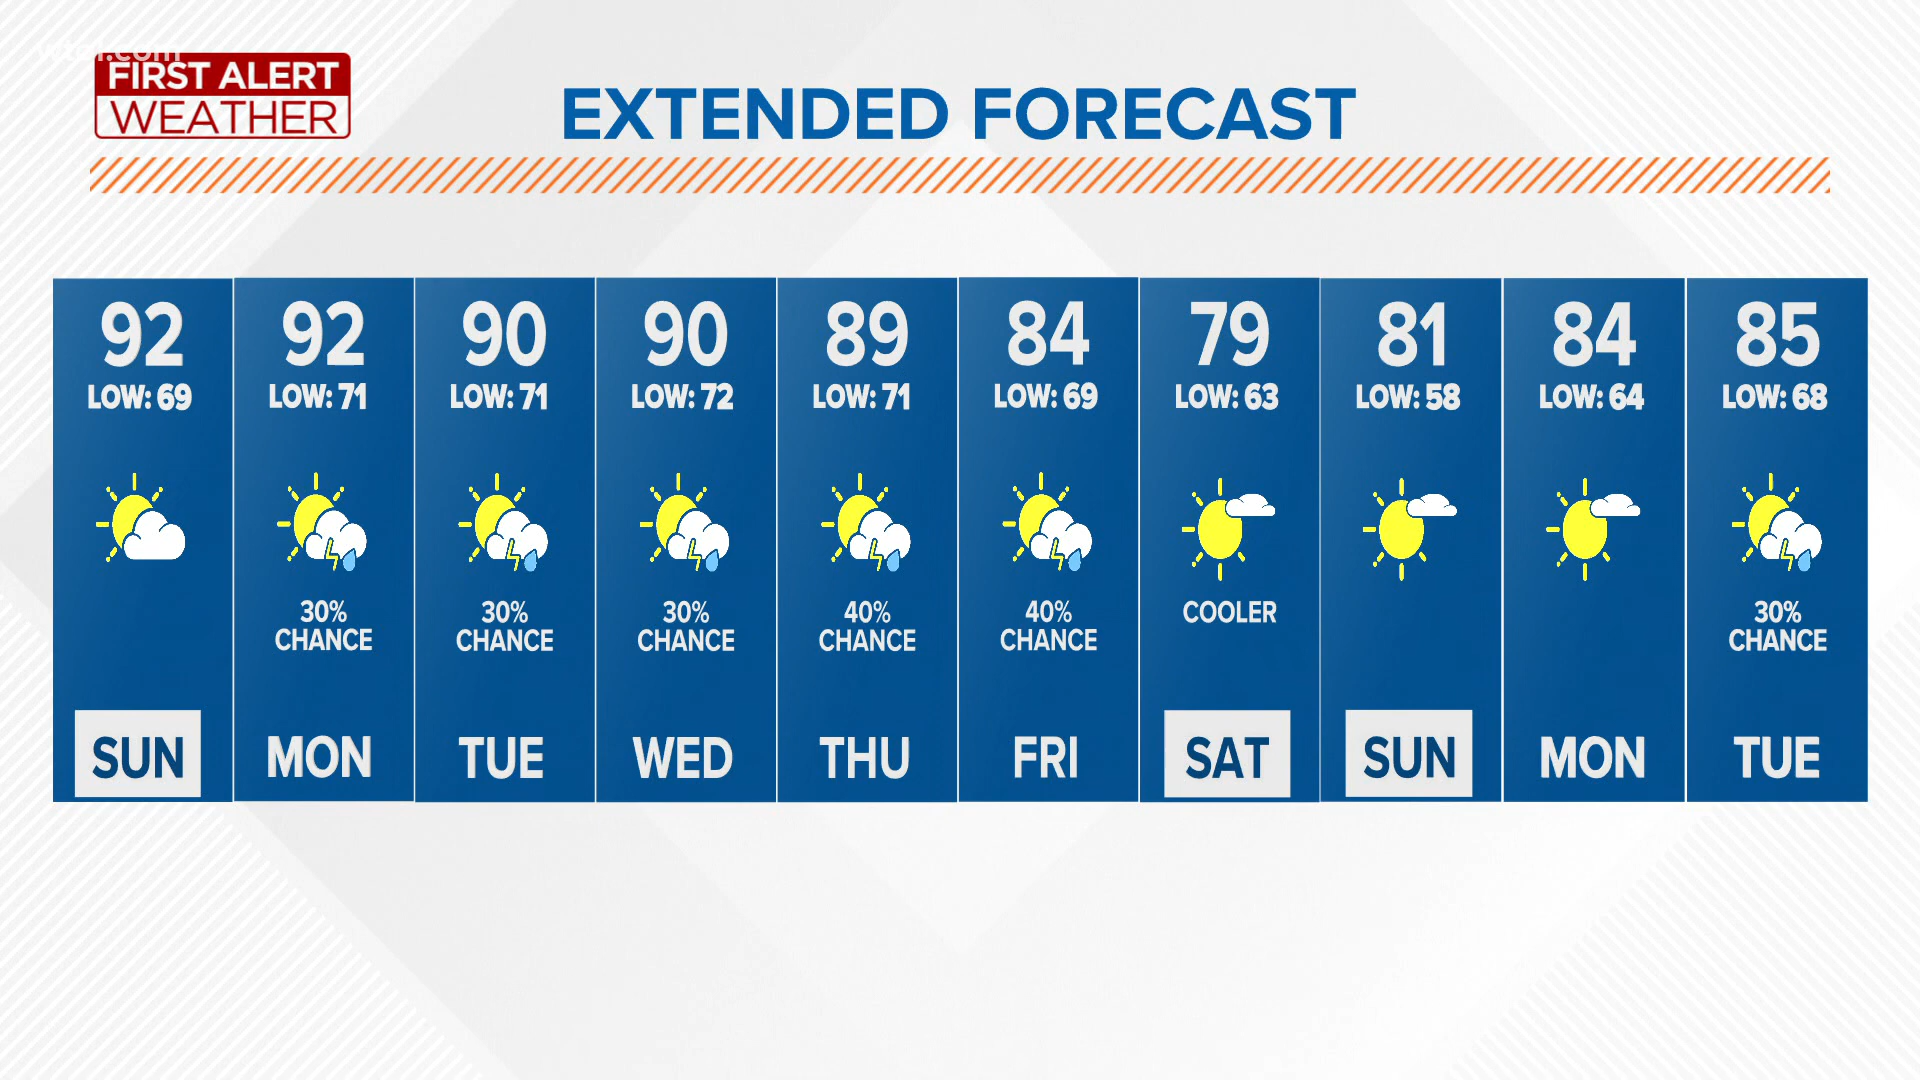 FIRST ALERT
WEATHER
EXTENDED FORECAST
92
LOW: 69
SUN
92
LOW: 71
30%
CHANCE
MON
90
LOW: 71
30%
CHANCE
TUE
90
LOW: 72
30%
CHANCE
WED
89
LOW: 71
40%
CHANCE
THU
84
LOW: 69
40%
CHANCE
FRI
79
LOW: 63
COOLER
SAT
81
LOW: 58
SUN
84
LOW: 64
MON
85
LOW: 68
30%
CHANCE
TUE